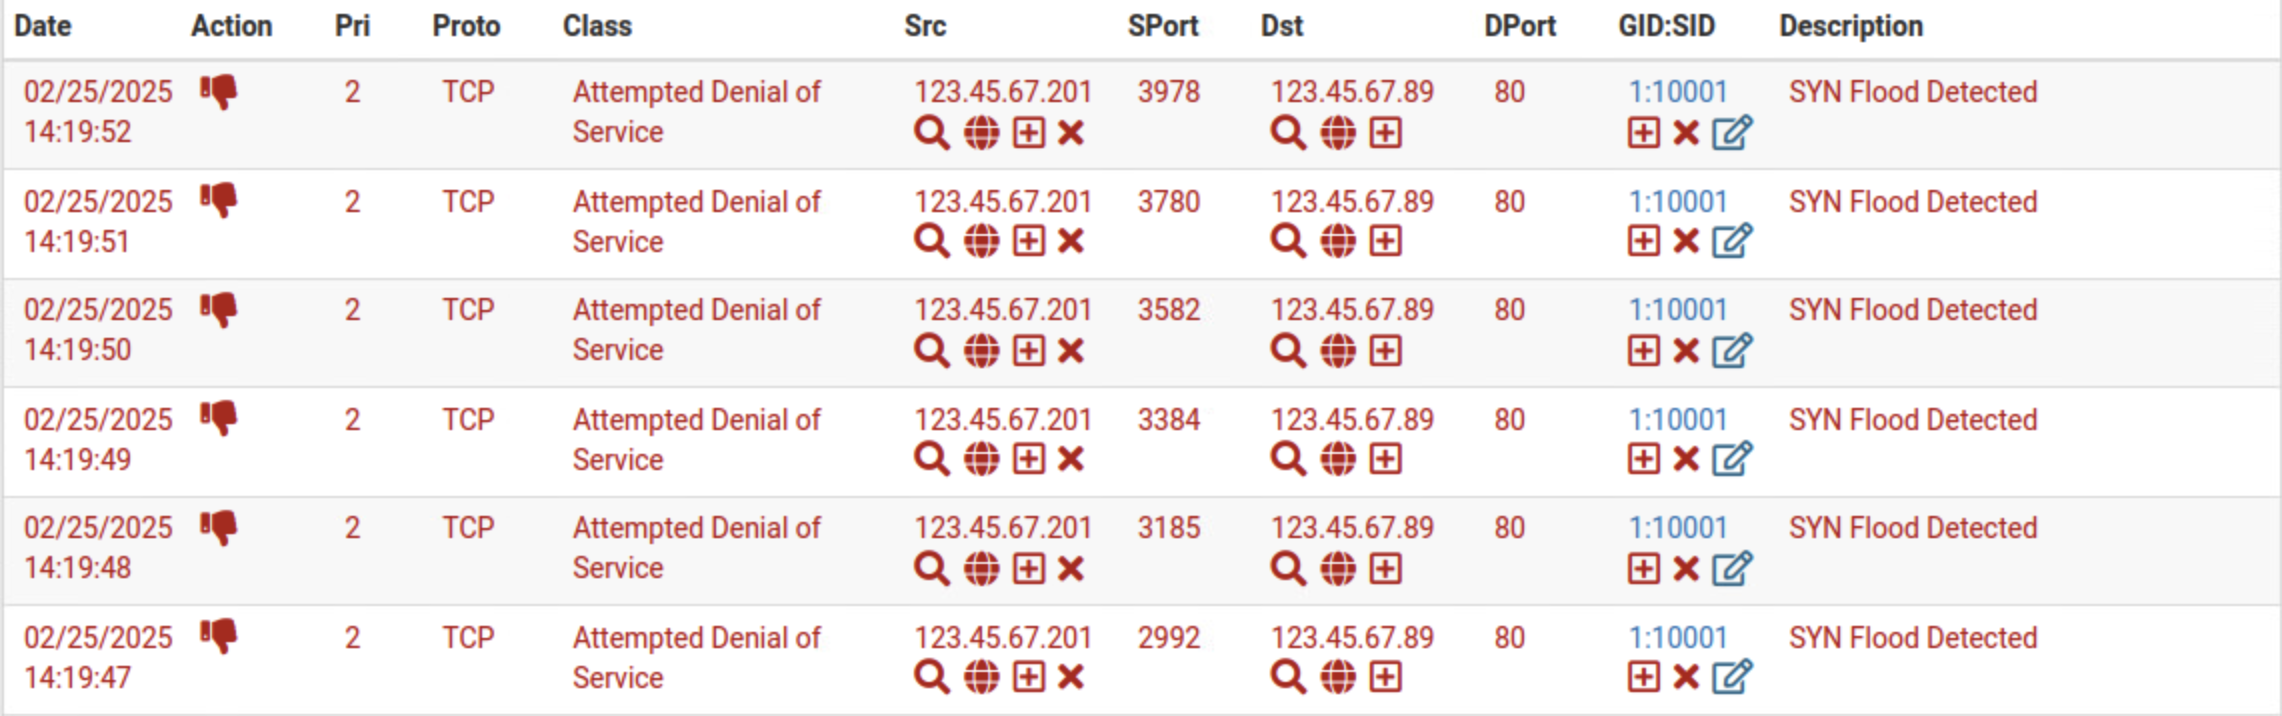 Date Action Pri Proto Class Src SPort Dst DPort GID:SID Description
02/25/2025 2 TCP Attempted Denial of 123.45.67.201 3978 123.45.67.89 80 1:10001 SYN Flood Detected
14:19:52 Service
02/25/2025 2 TCP Attempted Denial of 123.45.67.201 3780 123.45.67.89 80 1:10001 SYN Flood Detected
14:19:51 Service
02/25/2025 2 TCP Attempted Denial of 123.45.67.201 3582 123.45.67.89 80 1:10001 SYN Flood Detected
14:19:50 Service
02/25/2025 2 TCP Attempted Denial of 123.45.67.201 3384 123.45.67.89 80 1:10001 SYN Flood Detected
14:19:49 Service
02/25/2025 2 TCP Attempted Denial of 123.45.67.201 3185 123.45.67.89 80 1:10001 SYN Flood Detected
14:19:48 Service
02/25/2025 2 TCP Attempted Denial of 123.45.67.201 2992 123.45.67.89 80 1:10001 SYN Flood Detected
14:19:47 Service